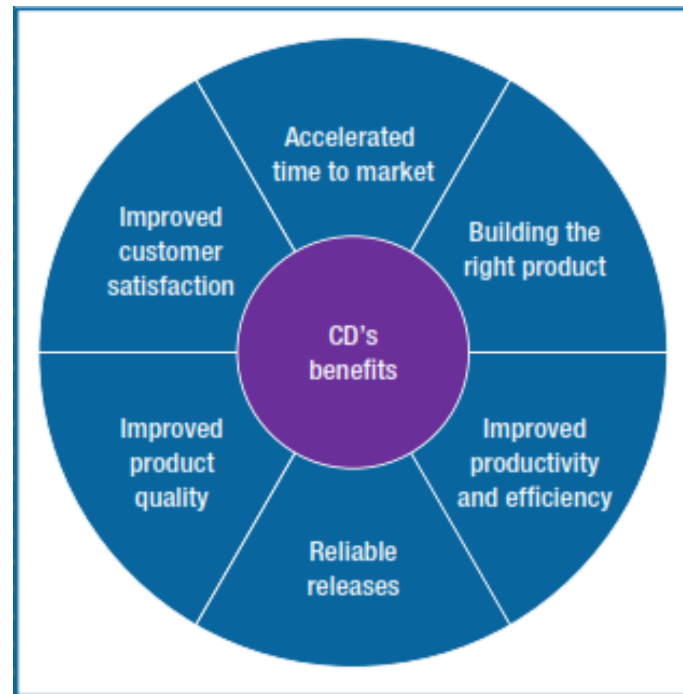 Accelerated
time to market
Building the
right product
Improved
productivity
and efficiency
Reliable
releases
Improved
product
quality
Improved
customer
satisfaction
CD's
benefits